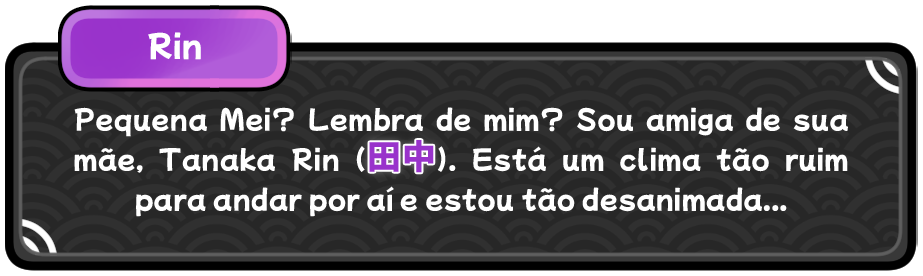 Rin
Pequena Mei? Lembra de mim? Sou amiga de sua
mãe, Tanaka Rin (田中). Está um clima tão ruim
para andar por aí e estou tão desanimada...